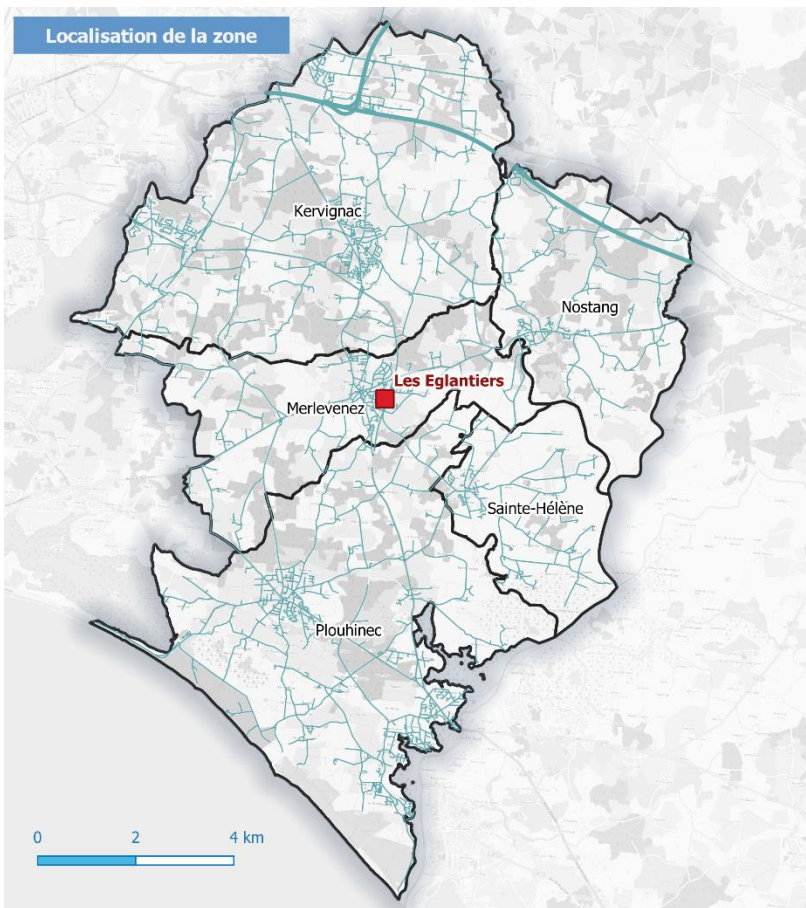 Localisation de la zone
Kervignac
Nostang
Les Eglantiers
Merlevenez
Sainte-Hélène
Plouhinec
0 2 4 km